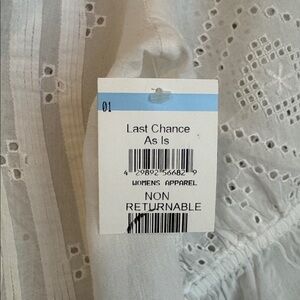 01
Last Chance
As Is
4 29892 56682 9
WOMENS APPAREL
NON
RETURNABLE